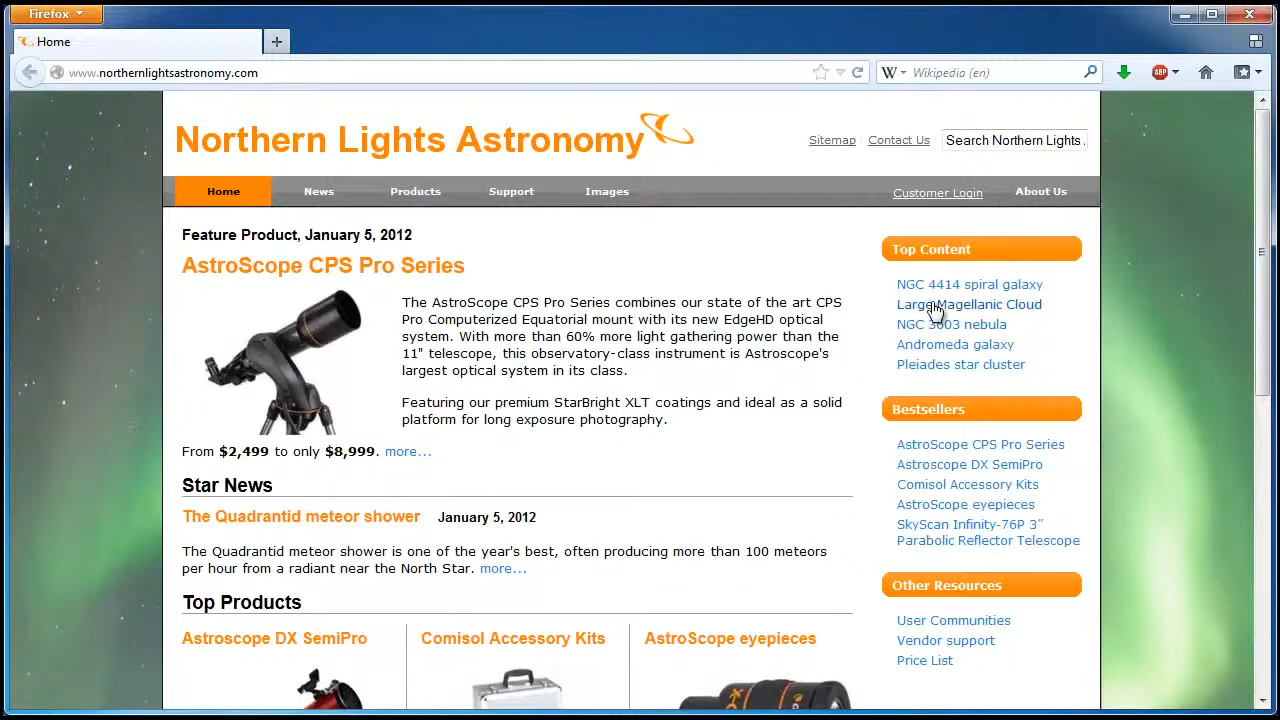 Firefox
Home
www.northernlightsastronomy.com
W
Wikipedia (en)
ABP
Northern Lights Astronomy
Sitemap
Contact Us
Search Northern Lights
Home
News
Products
Support
Images
Customer Login
About Us
Feature Product, January 5, 2012
AstroScope CPS Pro Series
The AstroScope CPS Pro Series combines our state of the art CPS
Pro Computerized Equatorial mount with its new EdgeHD optical
system. With more than 60% more light gathering power than the
11" telescope, this observatory-class instrument is Astroscope's
largest optical system in its class.
Featuring our premium StarBright XLT coatings and ideal as a solid
platform for long exposure photography.
From $2,499 to only $8,999. more...
Star News
The Quadrantid meteor shower January 5, 2012
The Quadrantid meteor shower is one of the year's best, often producing more than 100 meteors
per hour from a radiant near the North Star. more...
Top Products
Astroscope DX SemiPro
Comisol Accessory Kits
AstroScope eyepieces
Top Content
NGC 4414 spiral galaxy
Large Magellanic Cloud
NGC 3603 nebula
Andromeda galaxy
Pleiades star cluster
Bestsellers
AstroScope CPS Pro Series
Astroscope DX SemiPro
Comisol Accessory Kits
AstroScope eyepieces
SkyScan Infinity-76P 3″
Parabolic Reflector Telescope
Other Resources
User Communities
Vendor support
Price List